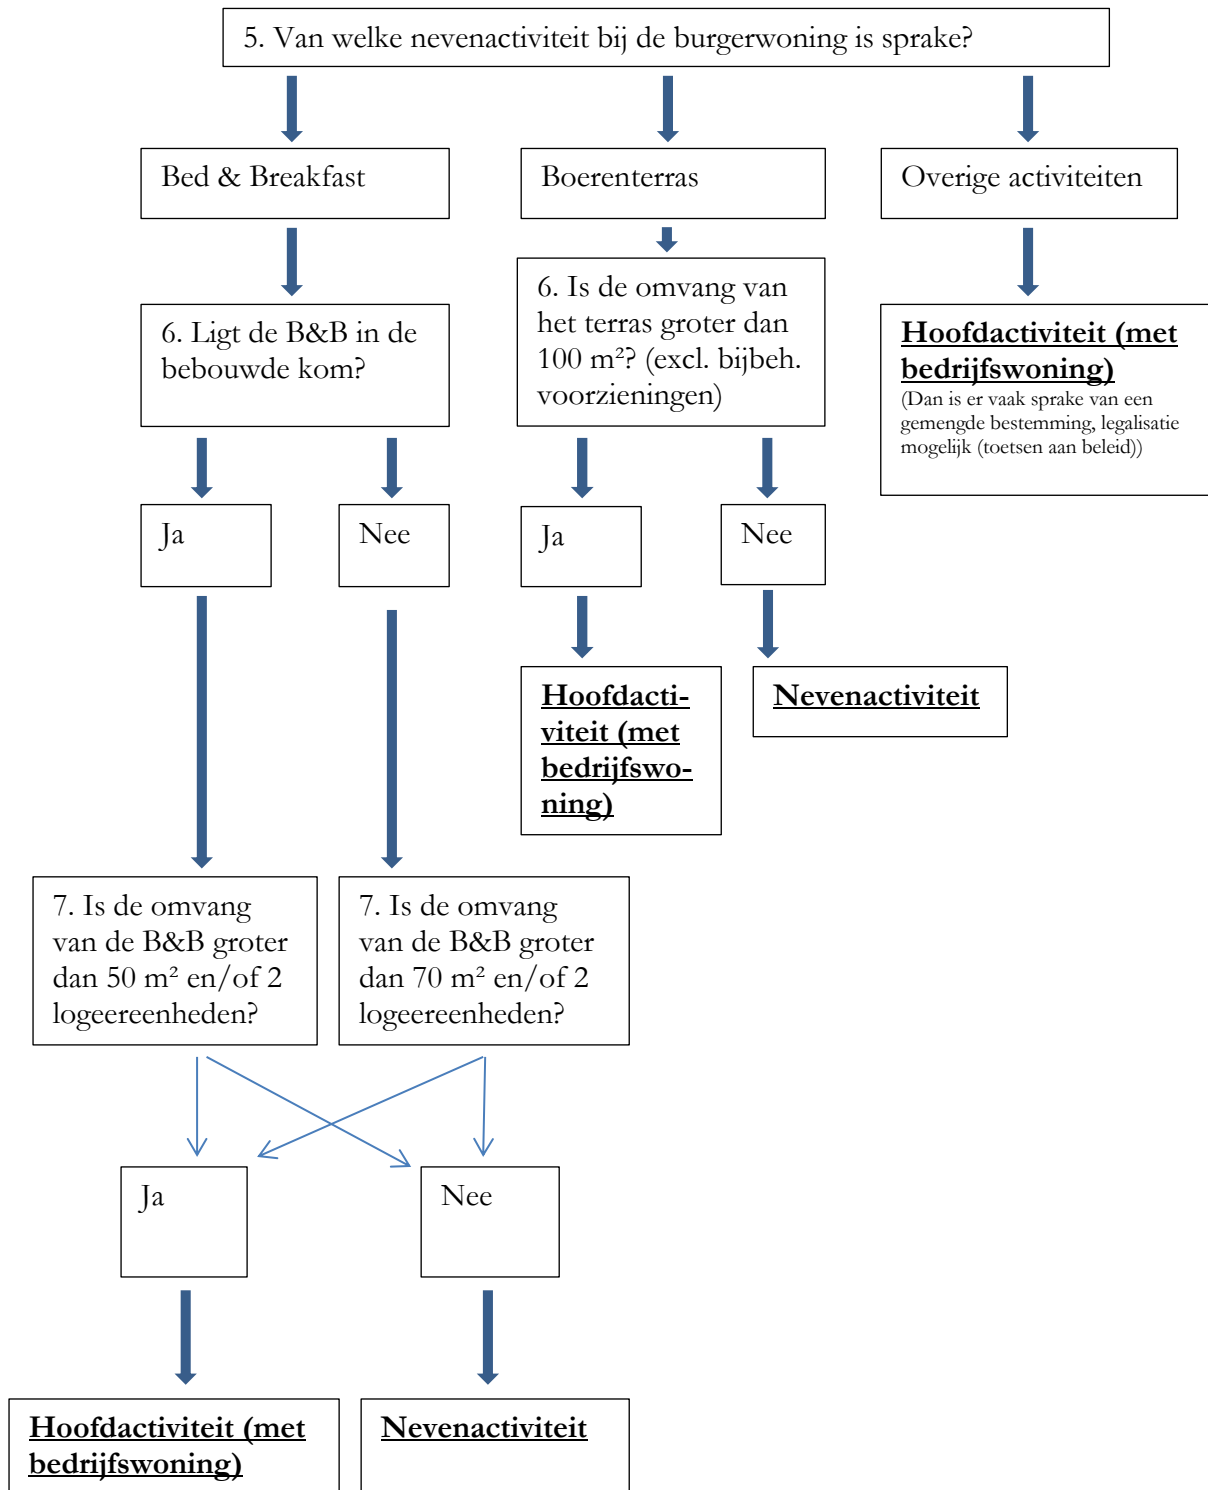 5. Van welke nevenactiviteit bij de burgerwoning is sprake?
Bed & Breakfast
Boerenterras
Overige activiteiten
6. Ligt de B&B in de
bebouwde kom?
6. Is de omvang van
het terras groter dan
100 m²? (excl. bijbeh.
voorzieningen)
Hoofdactiviteit (met
bedrijfswoning)
(Dan is er vaak sprake van een
gemengde bestemming, legalisatie
mogelijk (toetsen aan beleid))
Ja
Nee
Ja
Nee
Hoofdacti-
viteit (met
bedrijfswo-
ning)
Nevenactiviteit
7. Is de omvang
van de B&B groter
dan 50 m² en/of 2
logeereenheden?
7. Is de omvang
van de B&B groter
dan 70 m² en/of 2
logeereenheden?
Ja
Nee
Hoofdactiviteit (met
bedrijfswoning)
Nevenactiviteit